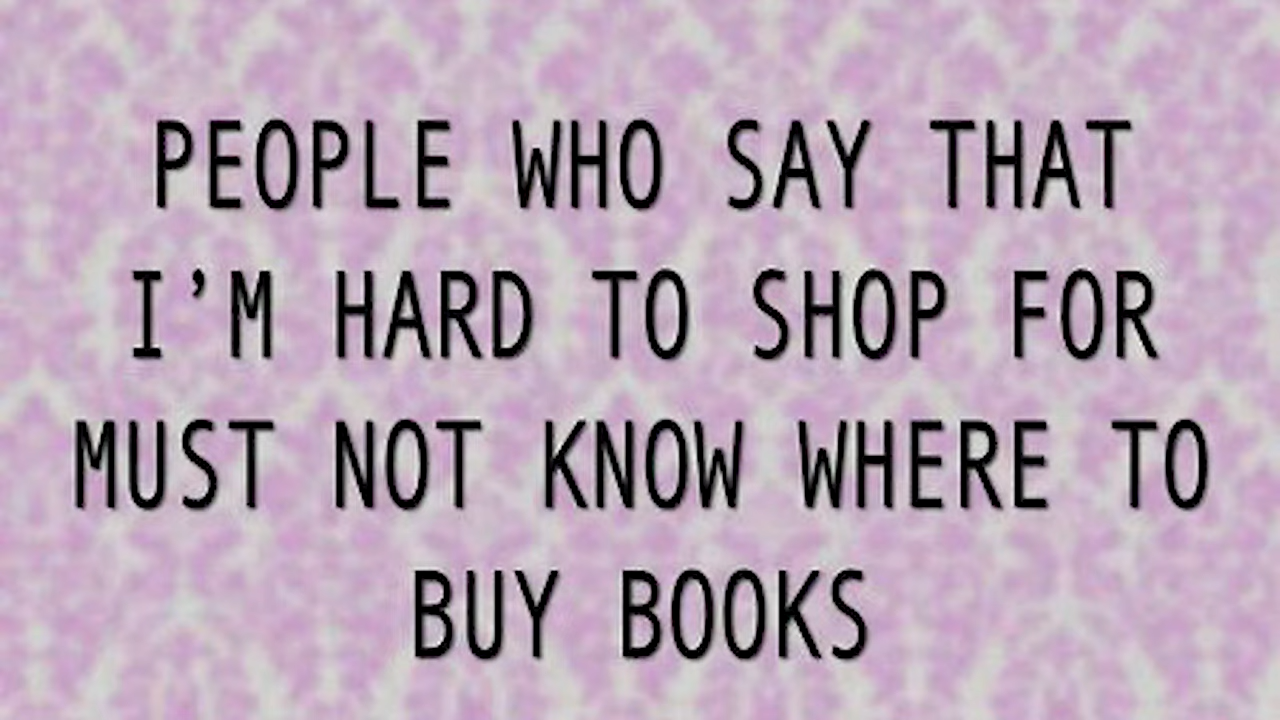 PEOPLE WHO SAY THAT
I'M HARD TO SHOP FOR
MUST NOT KNOW WHERE TO
BUY BOOKS